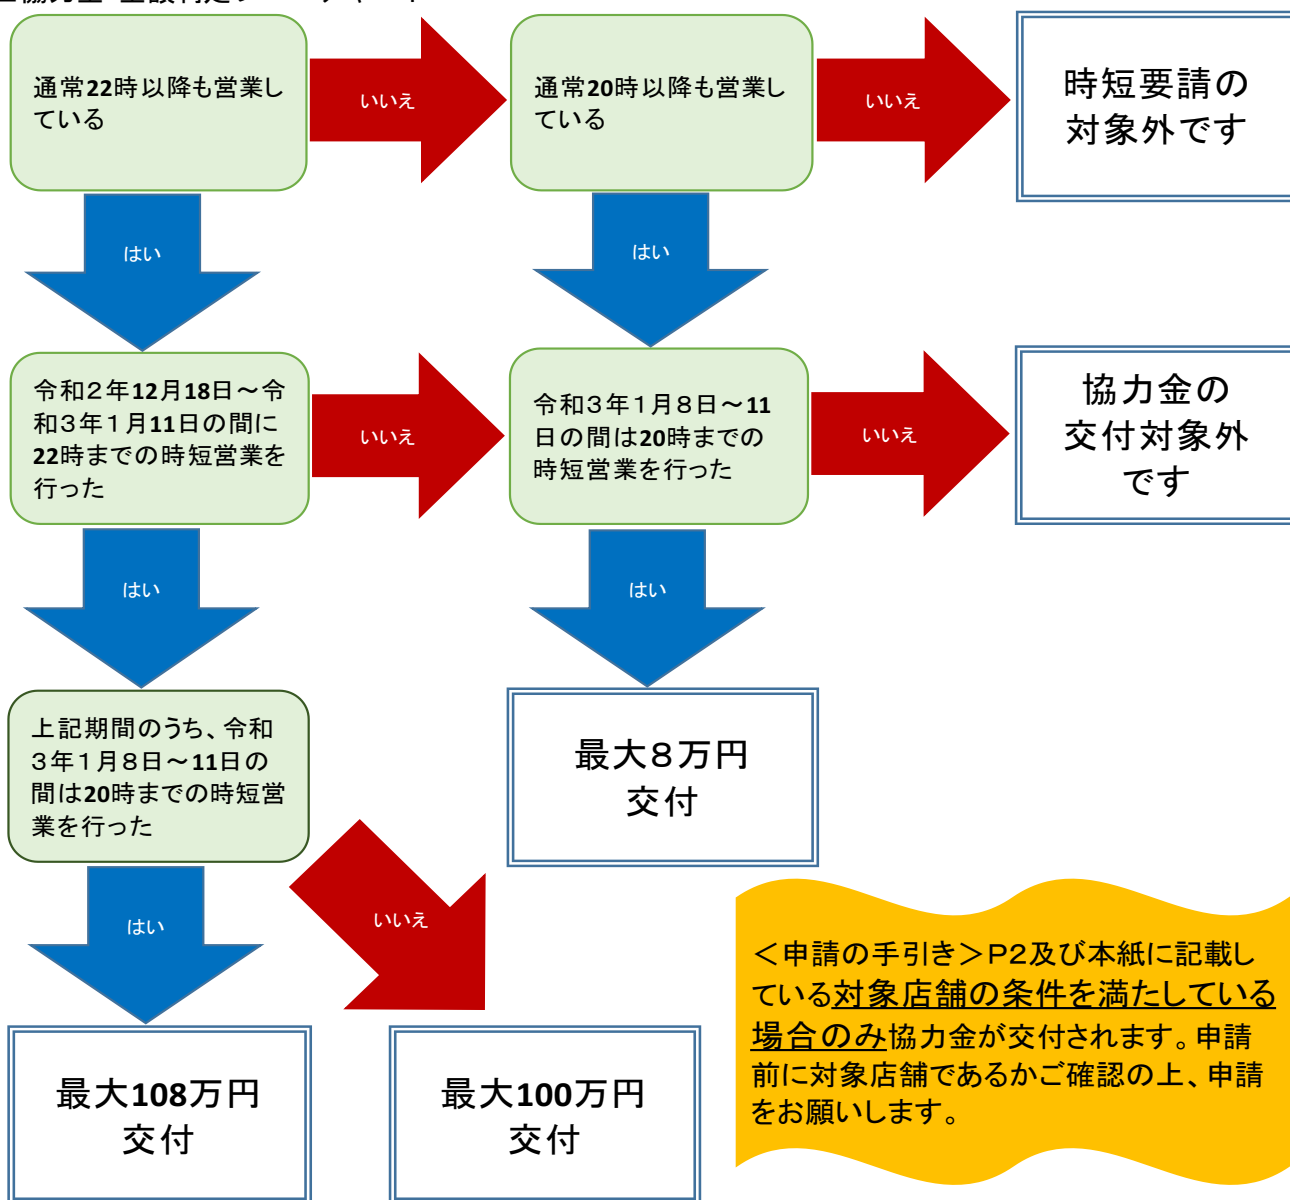 通常22時以降も営業し
ている
いいえ
通常20時以降も営業し
ている
いいえ
時短要請の
対象外です
はい
はい
令和２年12月18日～令
和３年１月11日の間に
22時までの時短営業を
行った
いいえ
令和３年１月８日～11
日の間は20時までの
時短営業を行った
いいえ
協力金の
交付対象外
です
はい
はい
上記期間のうち、令和
３年１月８日～11日の
間は20時までの時短営
業を行った
最大８万円
交付
はい
いいえ
最大108万円
交付
最大100万円
交付
＜申請の手引き＞Ｐ２及び本紙に記載し
ている対象店舗の条件を満たしている
場合のみ協力金が交付されます。申請
前に対象店舗であるかご確認の上、申請
をお願いします。